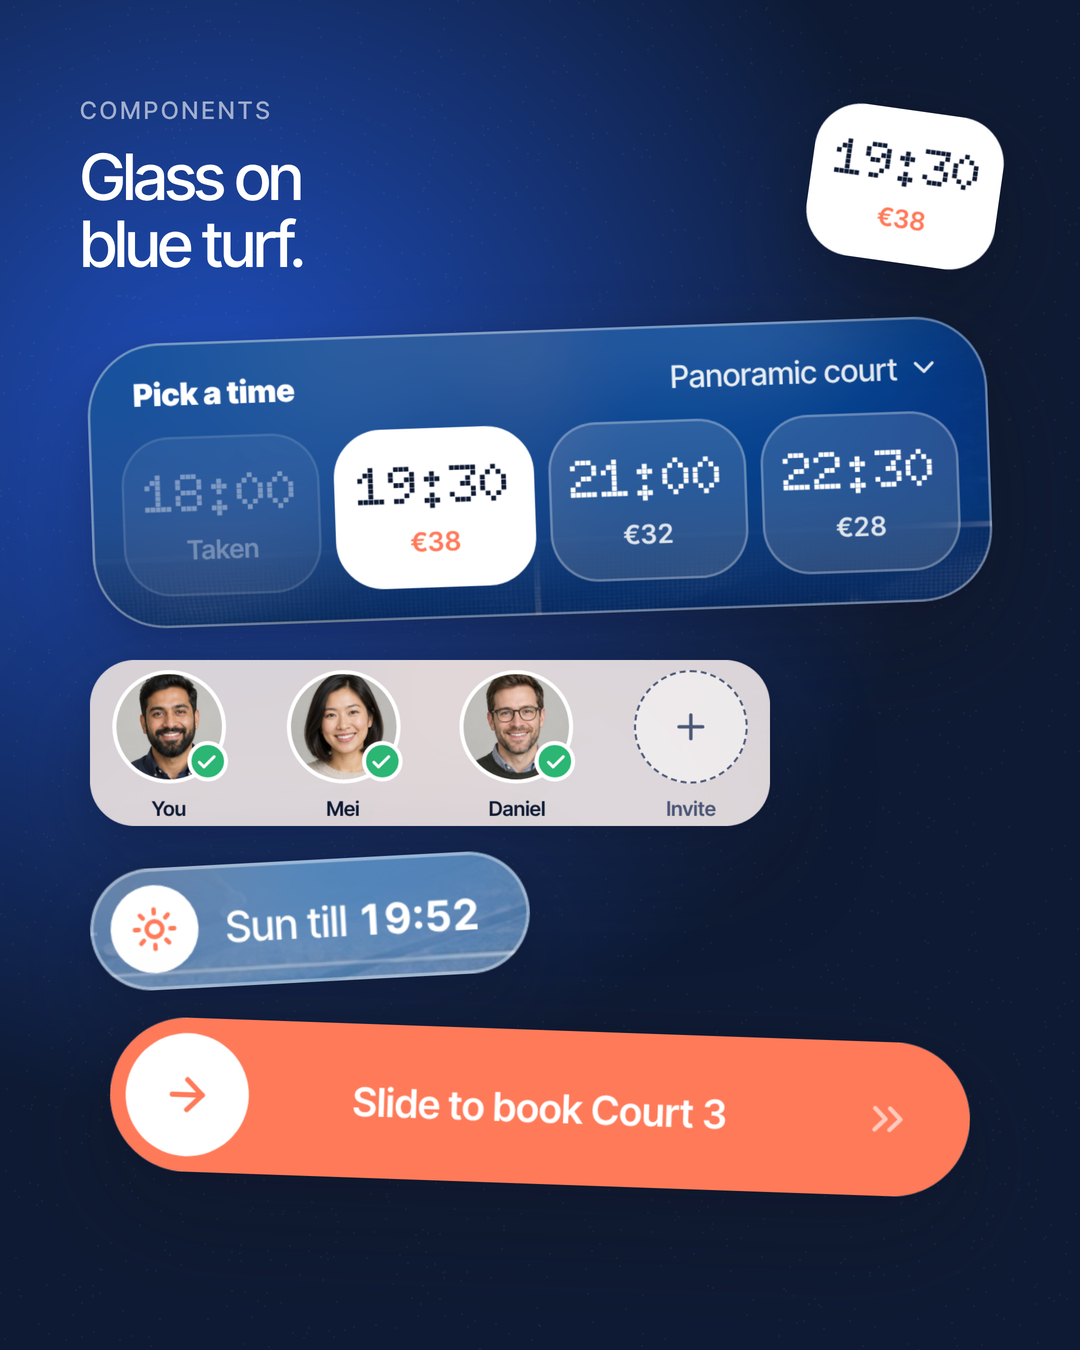 COMPONENTS
Glass on
blue turf.
19:30
€38
Pick a time
Panoramic court
18:00
Taken
19:30
€38
21:00
€32
22:30
€28
You
Mei
Daniel
Invite
Sun till 19:52
Slide to book Court 3